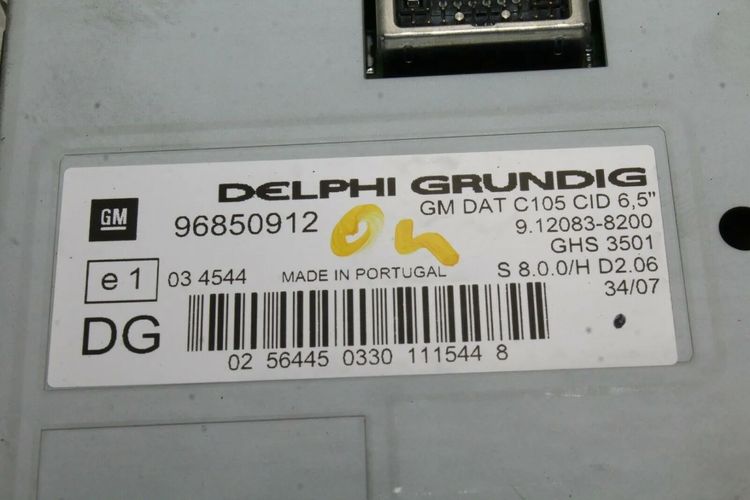 DELPHI GRUNDIG
GM
96850912
GM DAT C105 CID 6,5"
9.12083-8200
GHS 3501
e 1
03 4544
MADE IN PORTUGAL
S 8.0.0/H D2.06
34/07
DG
02 56445 0330 111544 8